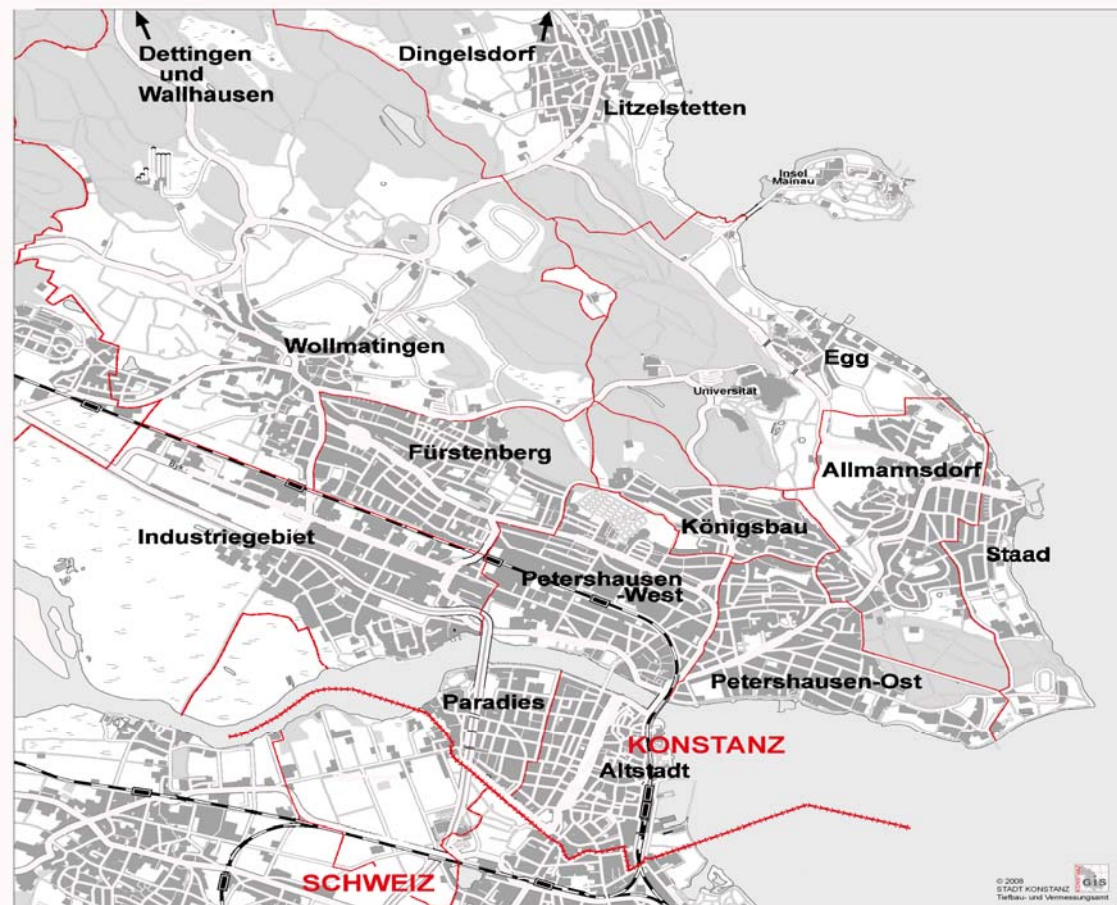 Dettingen
und
Wallhausen
Dingelsdorf
Litzelstetten
Insel
Mainau
Wollmatingen
Egg
Universität
Fürstenberg
Allmannsdorf
Königsbau
Industriegebiet
Staad
Petershausen
-West
Petershausen-Ost
Paradies
KONSTANZ
Altstadt
SCHWEIZ
© 2008
STADT KONSTANZ
Tiefbau- und Vermessungsamt
GIS